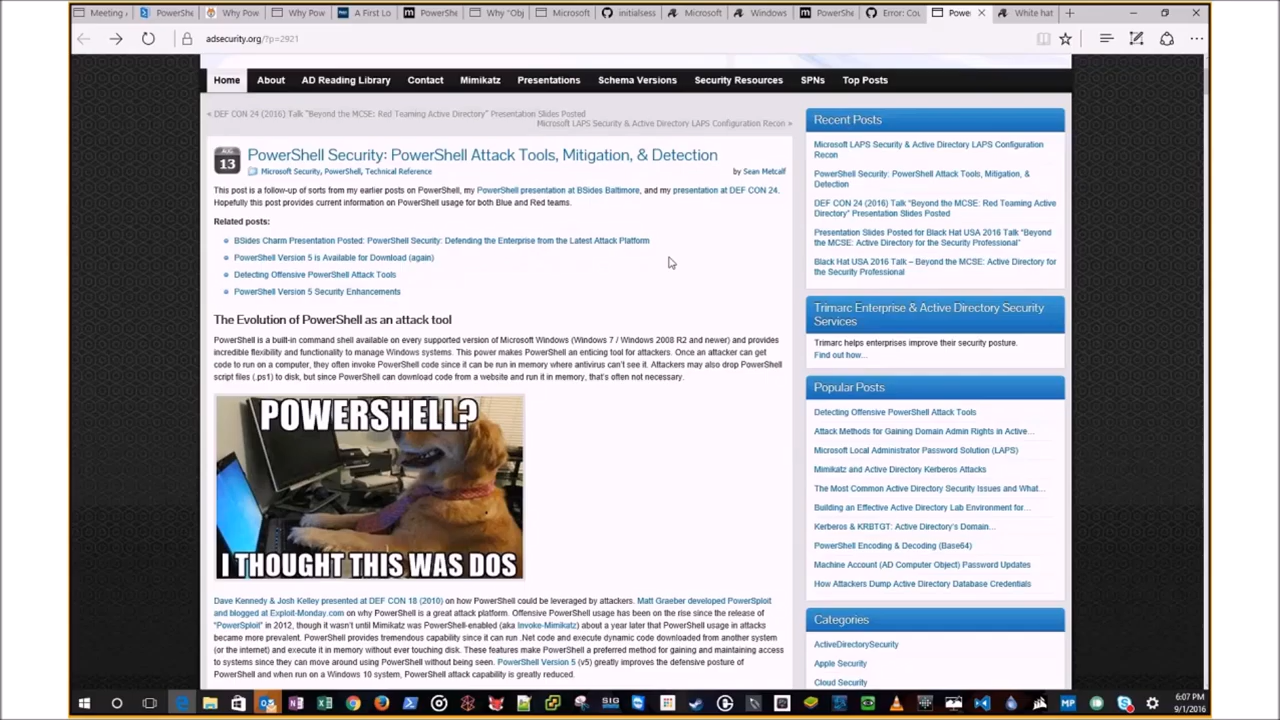 Meeting
PowerShe
Why Pow
Why Pow
A First Lo
PowerShe
Why "Ob
Microsoft
initialsess
Microsoft
Windows
PowerShe
Error: Cou
Power
White hat
adsecurity.org/?p=2921
Home
About
AD Reading Library
Contact
Mimikatz
Presentations
Schema Versions
Security Resources
SPNs
Top Posts
« DEF CON 24 (2016) Talk "Beyond the MCSE: Red Teaming Active Directory" Presentation Slides Posted
Microsoft LAPS Security & Active Directory LAPS Configuration Recon »
13
PowerShell Security: PowerShell Attack Tools, Mitigation, & Detection
Microsoft Security, PowerShell, Technical Reference
by Sean Metcalf
This post is a follow-up of sorts from my earlier posts on PowerShell, my PowerShell presentation at BSides Baltimore, and my presentation at DEF CON 24.
Hopefully this post provides current information on PowerShell usage for both Blue and Red teams.
Related posts:
BSides Charm Presentation Posted: PowerShell Security: Defending the Enterprise from the Latest Attack Platform
PowerShell Version 5 is Available for Download (again)
Detecting Offensive PowerShell Attack Tools
PowerShell Version 5 Security Enhancements
The Evolution of PowerShell as an attack tool
PowerShell is a built-in command shell available on every supported version of Microsoft Windows (Windows 7 / Windows 2008 R2 and newer) and provides
incredible flexibility and functionality to manage Windows systems. This power makes PowerShell an enticing tool for attackers. Once an attacker can get
code to run on a computer, they often invoke PowerShell code since it can be run in memory where antivirus can't see it. Attackers may also drop PowerShell
script files (.ps1) to disk, but since PowerShell can download code from a website and run it in memory, that's often not necessary.
POWERSHELL?
I THOUGHT THIS WAS DOS
Dave Kennedy & Josh Kelley presented at DEF CON 18 (2010) on how PowerShell could be leveraged by attackers. Matt Graeber developed PowerSploit
and blogged at Exploit-Monday.com on why PowerShell is a great attack platform. Offensive PowerShell usage has been on the rise since the release of
"PowerSploit" in 2012, though it wasn't until Mimikatz was PowerShell-enabled (aka Invoke-Mimikatz) about a year later that PowerShell usage in attacks
became more prevalent. PowerShell provides tremendous capability since it can run .Net code and execute dynamic code downloaded from another system
(or the internet) and execute it in memory without ever touching disk. These features make PowerShell a preferred method for gaining and maintaining access
to systems since they can move around using PowerShell without being seen. PowerShell Version 5 (v5) greatly improves the defensive posture of
PowerShell and when run on a Windows 10 system, PowerShell attack capability is greatly reduced.
Recent Posts
Microsoft LAPS Security & Active Directory LAPS Configuration
Recon
PowerShell Security: PowerShell Attack Tools, Mitigation, &
Detection
DEF CON 24 (2016) Talk "Beyond the MCSE: Red Teaming Active
Directory" Presentation Slides Posted
Presentation Slides Posted for Black Hat USA 2016 Talk "Beyond
the MCSE: Active Directory for the Security Professional"
Black Hat USA 2016 Talk – Beyond the MCSE: Active Directory for
the Security Professional
Trimarc Enterprise & Active Directory Security
Services
Trimarc helps enterprises improve their security posture.
Find out how...
Popular Posts
Detecting Offensive PowerShell Attack Tools
Attack Methods for Gaining Domain Admin Rights in Active…
Microsoft Local Administrator Password Solution (LAPS)
Mimikatz and Active Directory Kerberos Attacks
The Most Common Active Directory Security Issues and What…
Building an Effective Active Directory Lab Environment for…
Kerberos & KRBTGT: Active Directory's Domain…
PowerShell Encoding & Decoding (Base64)
Machine Account (AD Computer Object) Password Updates
How Attackers Dump Active Directory Database Credentials
Categories
ActiveDirectorySecurity
Apple Security
Cloud Security
SIG
MP
6:07 PM
9/1/2016